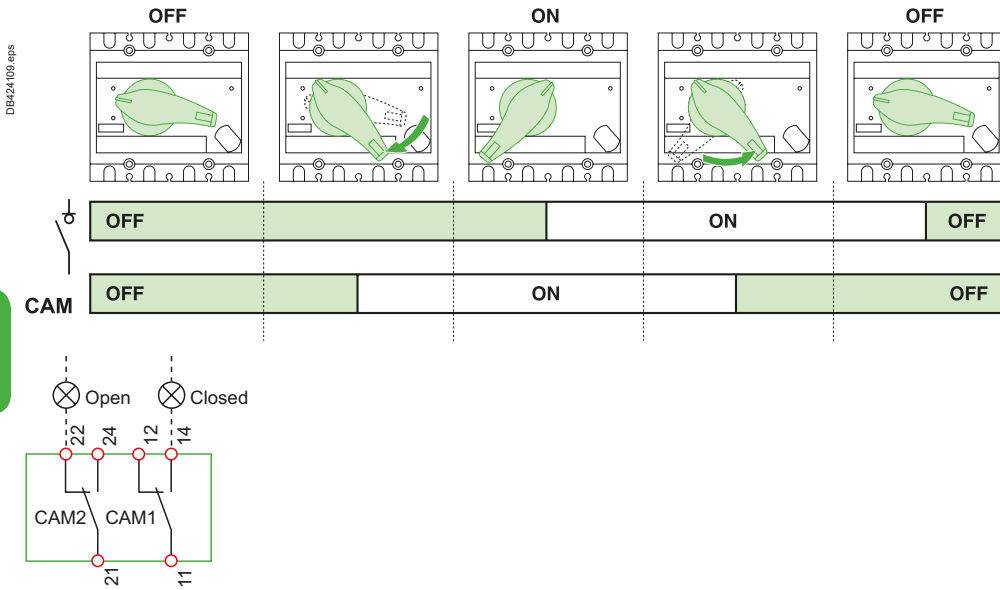 OFF ON OFF
DB424109.eps
OFF ON OFF
CAM OFF ON OFF
Open Closed
22 24 12 14
CAM2 CAM1
21 11